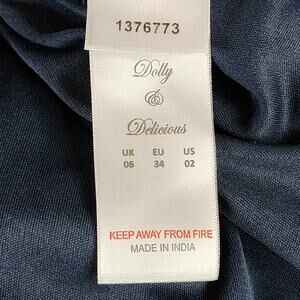 1376773
Dolly
&
Delicious
UK EU US
06 34 02
KEEP AWAY FROM FIRE
MADE IN INDIA